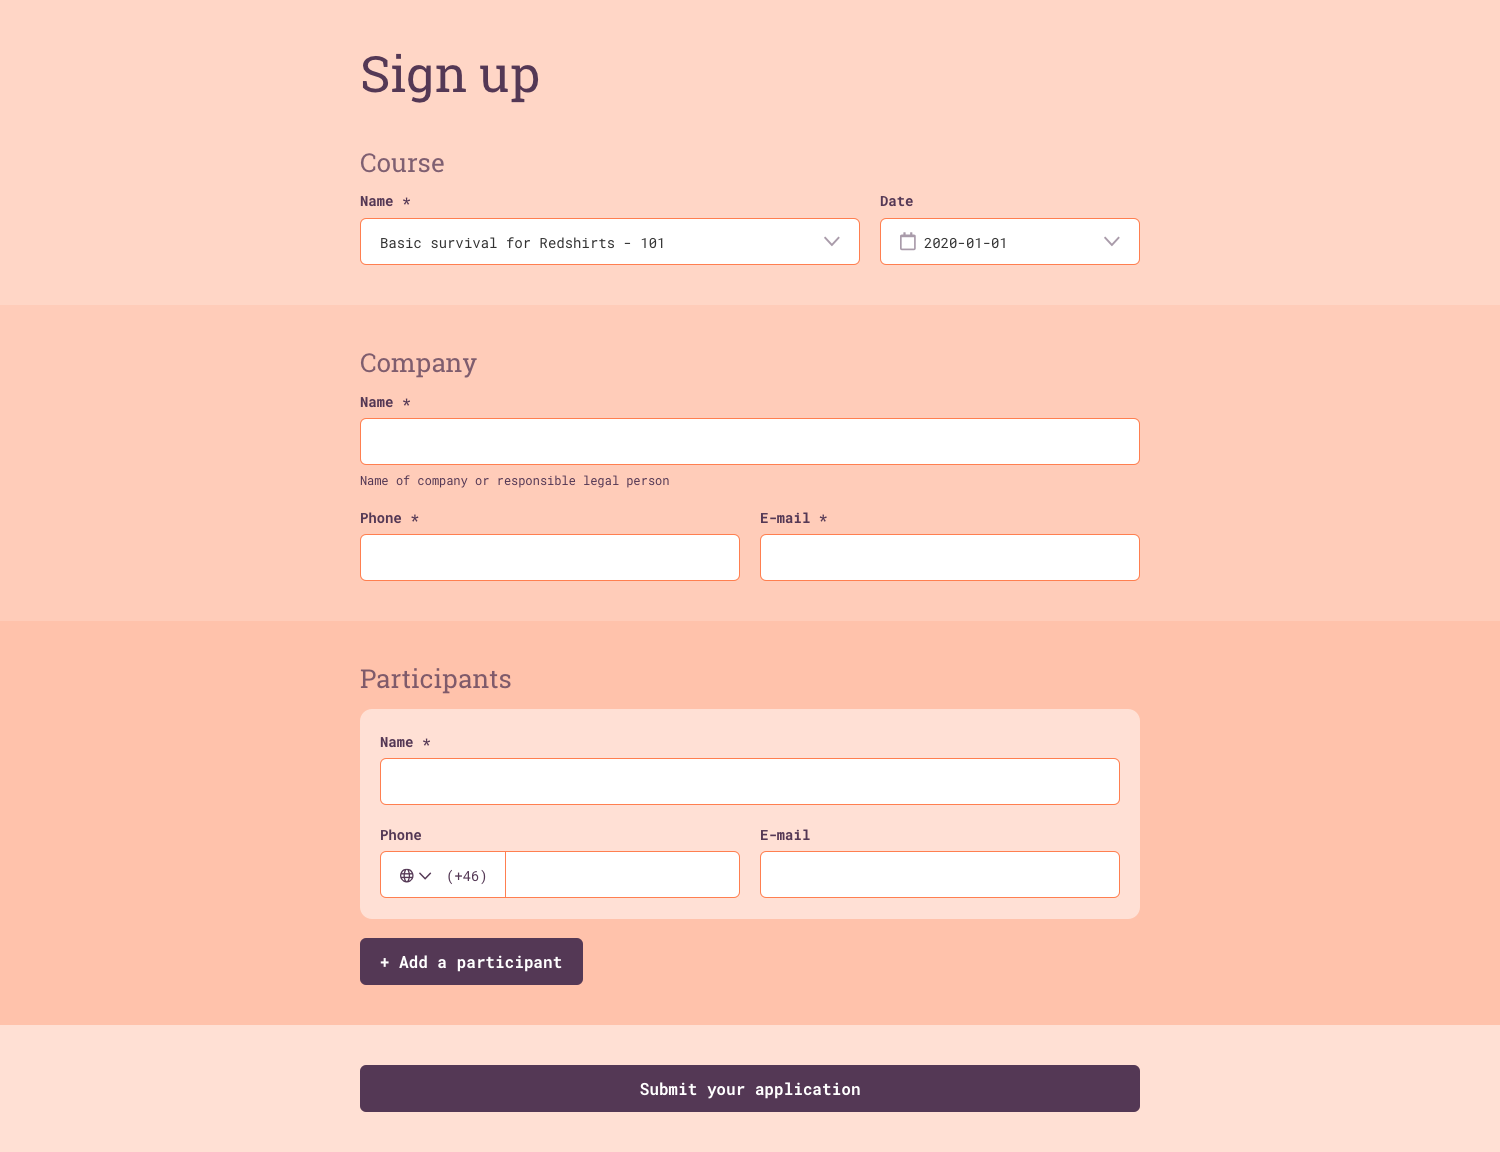 Sign up
Course
Name *
Date
Basic survival for Redshirts - 101
2020-01-01
Company
Name *
Name of company or responsible legal person
Phone *
E-mail *
Participants
Name *
Phone
E-mail
(+46)
+ Add a participant
Submit your application